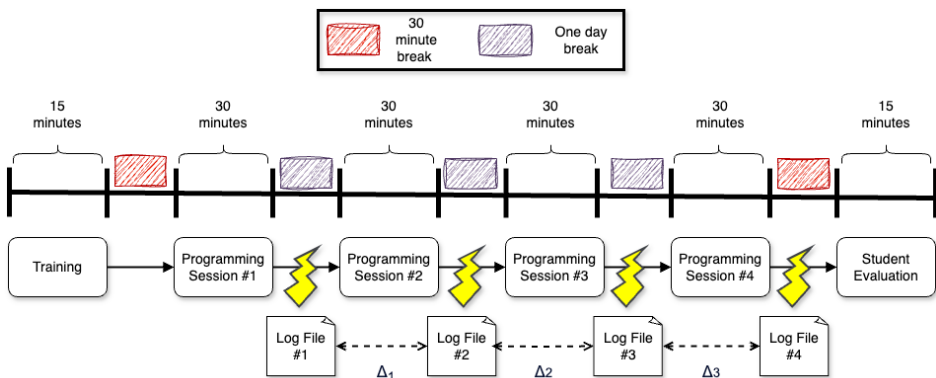 30
minute
break
One day
break
15
minutes
30
minutes
30
minutes
30
minutes
30
minutes
15
minutes
Training
Programming
Session #1
Programming
Session #2
Programming
Session #3
Programming
Session #4
Student
Evaluation
Log File
#1
Log File
#2
Log File
#3
Log File
#4
Δ1
Δ2
Δ3